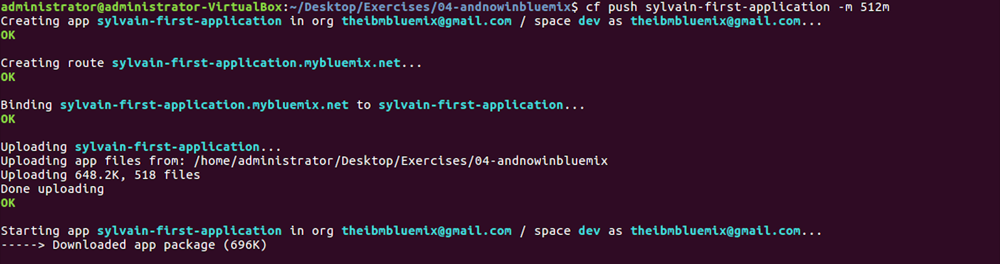 administrator@administrator-VirtualBox:~/Desktop/Exercises/04-andnowinbluemix$ cf push sylvain-first-application -m 512m
Creating app sylvain-first-application in org theibmbluemix@gmail.com / space dev as theibmbluemix@gmail.com...
OK
Creating route sylvain-first-application.mybluemix.net...
OK
Binding sylvain-first-application.mybluemix.net to sylvain-first-application...
OK
Uploading sylvain-first-application...
Uploading app files from: /home/administrator/Desktop/Exercises/04-andnowinbluemix
Uploading 648.2K, 518 files
Done uploading
OK
Starting app sylvain-first-application in org theibmbluemix@gmail.com / space dev as theibmbluemix@gmail.com...
-----> Downloaded app package (696K)